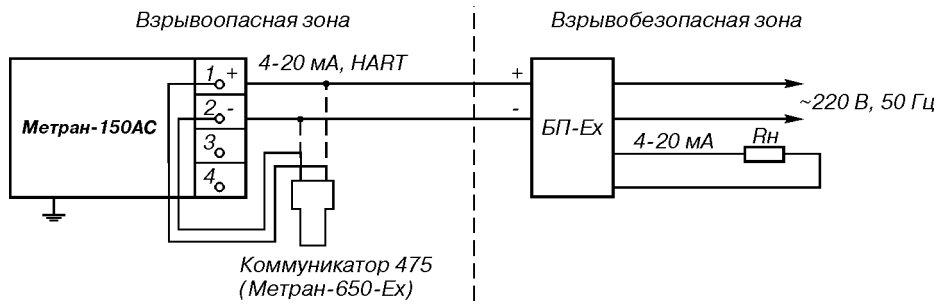 Взрывоопасная зона
Взрывобезопасная зона
1 +
4-20 мА, HART
+
2 -
-
Метран-150АС
3
4
БП-Ex
~220 В, 50 Гц
4-20 мА
Rн
Коммуникатор 475
(Метран-650-Ex)